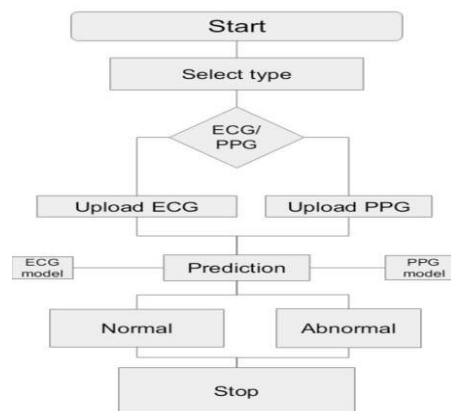 Start
Select type
ECG/
PPG
Upload ECG
Upload PPG
ECG
model
Prediction
PPG
model
Normal
Abnormal
Stop